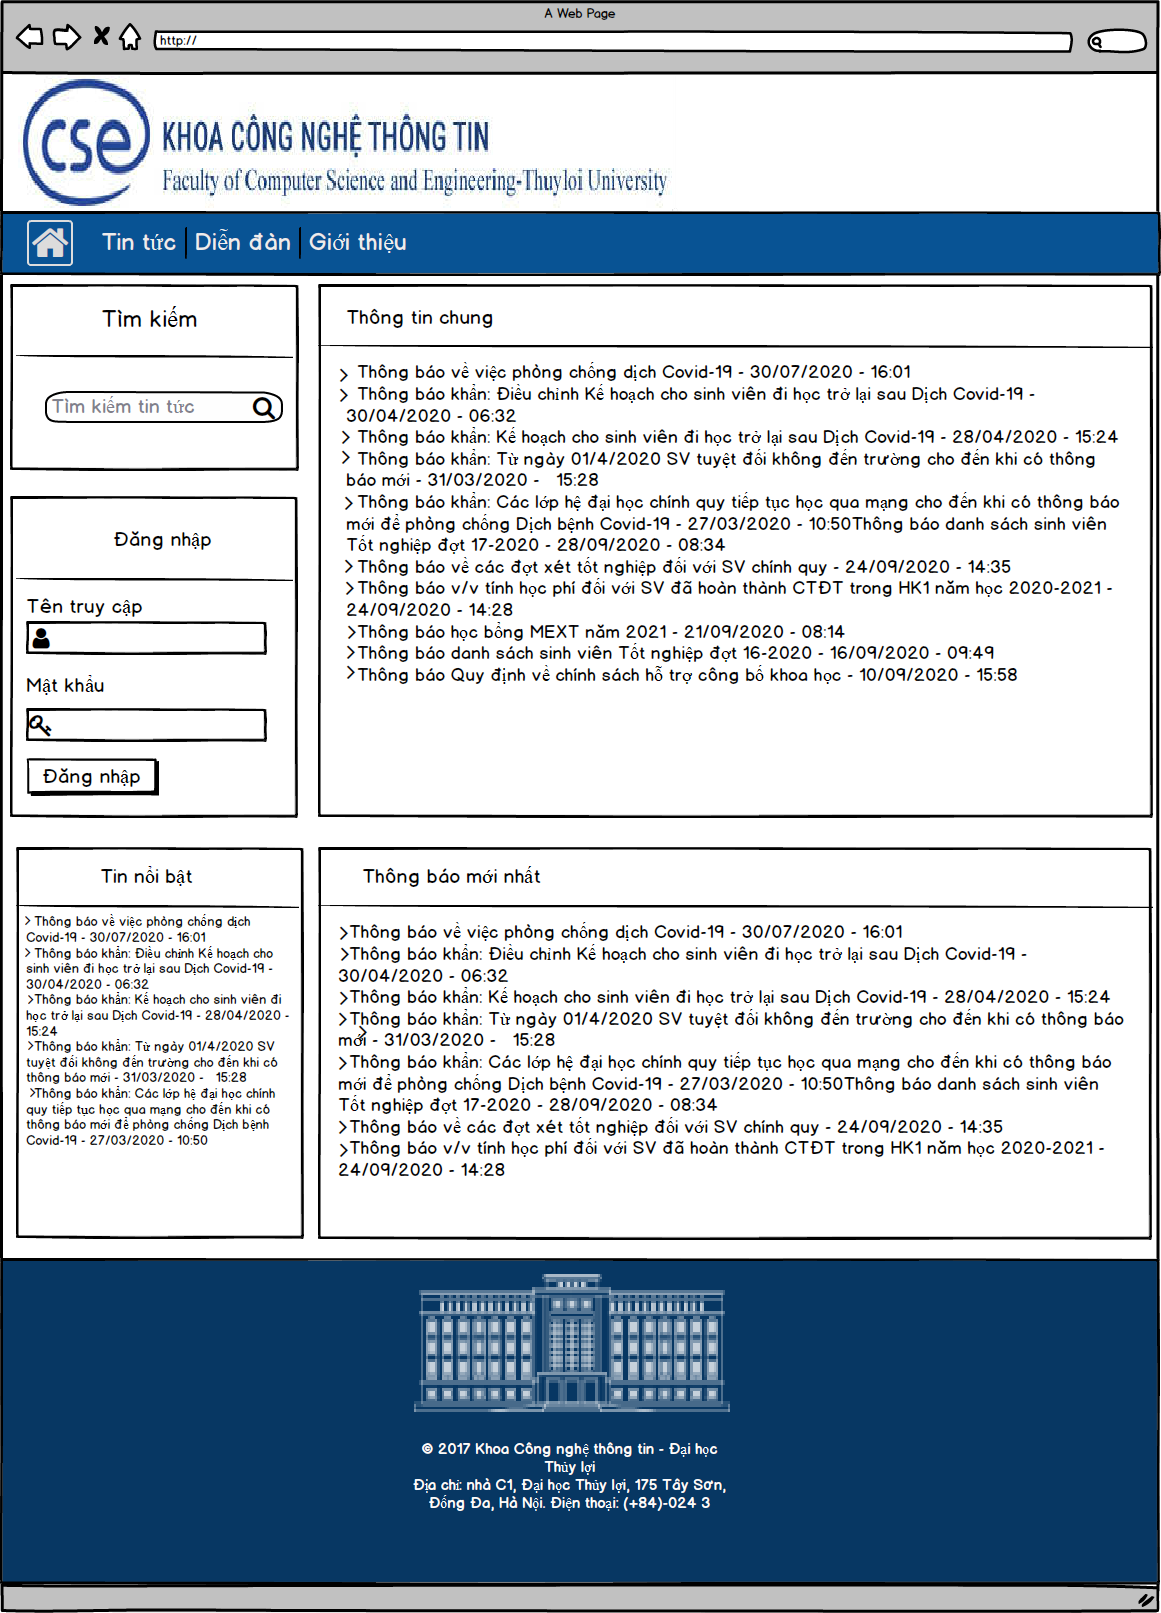 A Web Page
http://
cse
KHOA CÔNG NGHỆ THÔNG TIN
Faculty of Computer Science and Engineering-Thuyloi University
Tin tức
Diễn đàn
Giới thiệu
Tìm kiếm
Tìm kiếm tin tức
Đăng nhập
Tên truy cập
Mật khẩu
Đăng nhập
Thông tin chung
Thông báo về việc phòng chống dịch Covid-19 - 30/07/2020 - 16:01
Thông báo khẩn: Điều chỉnh Kế hoạch cho sinh viên đi học trở lại sau Dịch Covid-19 -
30/04/2020 - 06:32
Thông báo khẩn: Kế hoạch cho sinh viên đi học trở lại sau Dịch Covid-19 - 28/04/2020 - 15:24
Thông báo khẩn: Từ ngày 01/4/2020 SV tuyệt đối không đến trường cho đến khi có thông
báo mới - 31/03/2020 - 15:28
Thông báo khẩn: Các lớp hệ đại học chính quy tiếp tục học qua mạng cho đến khi có thông báo
mới để phòng chống Dịch bệnh Covid-19 - 27/03/2020 - 10:50Thông báo danh sách sinh viên
Tốt nghiệp đợt 17-2020 - 28/09/2020 - 08:34
Thông báo về các đợt xét tốt nghiệp đối với SV chính quy - 24/09/2020 - 14:35
Thông báo v/v tính học phí đối với SV đã hoàn thành CTĐT trong HK1 năm học 2020-2021 -
24/09/2020 - 14:28
Thông báo học bổng MEXT năm 2021 - 21/09/2020 - 08:14
Thông báo danh sách sinh viên Tốt nghiệp đợt 16-2020 - 16/09/2020 - 09:49
Thông báo Quy định về chính sách hỗ trợ công bố khoa học - 10/09/2020 - 15:58
Tin nổi bật
Thông báo về việc phòng chống dịch
Covid-19 - 30/07/2020 - 16:01
Thông báo khẩn: Điều chỉnh Kế hoạch cho
sinh viên đi học trở lại sau Dịch Covid-19 -
30/04/2020 - 06:32
Thông báo khẩn: Kế hoạch cho sinh viên đi
học trở lại sau Dịch Covid-19 - 28/04/2020 -
15:24
Thông báo khẩn: Từ ngày 01/4/2020 SV
tuyệt đối không đến trường cho đến khi có
thông báo mới - 31/03/2020 - 15:28
Thông báo khẩn: Các lớp hệ đại học chính
quy tiếp tục học qua mạng cho đến khi có
thông báo mới để phòng chống Dịch bệnh
Covid-19 - 27/03/2020 - 10:50
Thông báo mới nhất
Thông báo về việc phòng chống dịch Covid-19 - 30/07/2020 - 16:01
Thông báo khẩn: Điều chỉnh Kế hoạch cho sinh viên đi học trở lại sau Dịch Covid-19 -
30/04/2020 - 06:32
Thông báo khẩn: Kế hoạch cho sinh viên đi học trở lại sau Dịch Covid-19 - 28/04/2020 - 15:24
Thông báo khẩn: Từ ngày 01/4/2020 SV tuyệt đối không đến trường cho đến khi có thông báo
mới - 31/03/2020 - 15:28
Thông báo khẩn: Các lớp hệ đại học chính quy tiếp tục học qua mạng cho đến khi có thông báo
mới để phòng chống Dịch bệnh Covid-19 - 27/03/2020 - 10:50Thông báo danh sách sinh viên
Tốt nghiệp đợt 17-2020 - 28/09/2020 - 08:34
Thông báo về các đợt xét tốt nghiệp đối với SV chính quy - 24/09/2020 - 14:35
Thông báo v/v tính học phí đối với SV đã hoàn thành CTĐT trong HK1 năm học 2020-2021 -
24/09/2020 - 14:28
© 2017 Khoa Công nghệ thông tin - Đại học
Thủy lợi
Địa chỉ: nhà C1, Đại học Thủy lợi, 175 Tây Sơn,
Đống Đa, Hà Nội. Điện thoại: (+84)-024 3